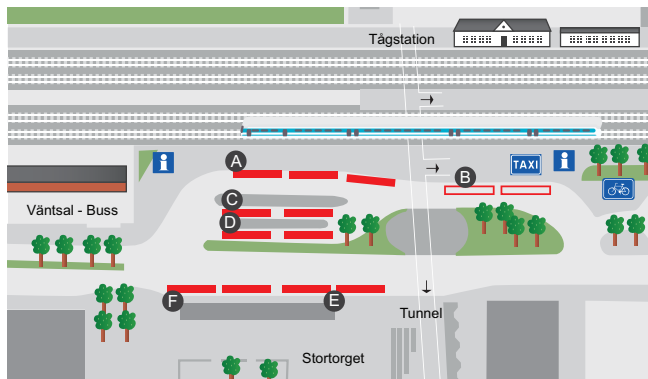 Tågstation
i
A
TAXI
i
B
C
Väntsal - Buss
D
F
E
Tunnel
Stortorget